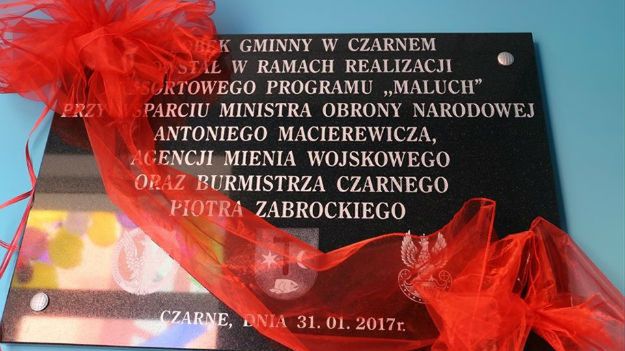 GMINNY W CZARNEM
W RAMACH REALIZACJI
PROGRAMU „MALUCH”
PRZY WSPARCIU MINISTRA OBRONY NARODOWEJ
ANTONIEGO MACIEREWICZA,
AGENCJI MIENIA WOJSKOWEGO
ORAZ BURMISTRZA CZARNEGO
PIOTRA ZABROCKIEGO
CZARNE, DNIA 31. 01. 2017r.